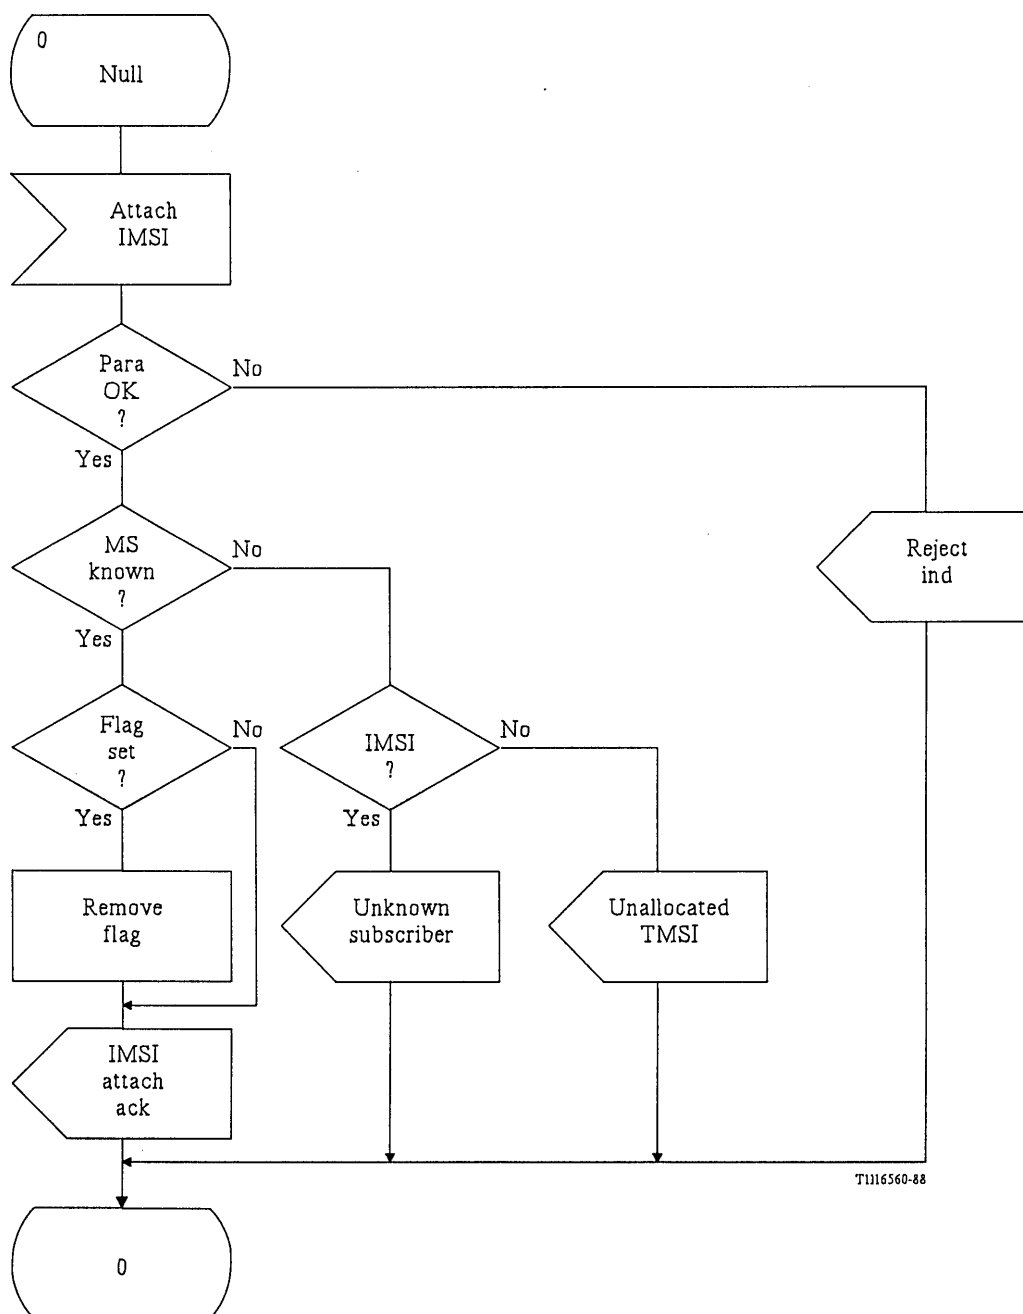 0
Null
Attach
IMSI
Para
OK
?
No
Yes
MS
known
?
No
Yes
Reject
ind
Flag
set
?
No
Yes
IMSI
?
No
Yes
Remove
flag
Unknown
subscriber
Unallocated
TMSI
IMSI
attach
ack
T1116560-88
0